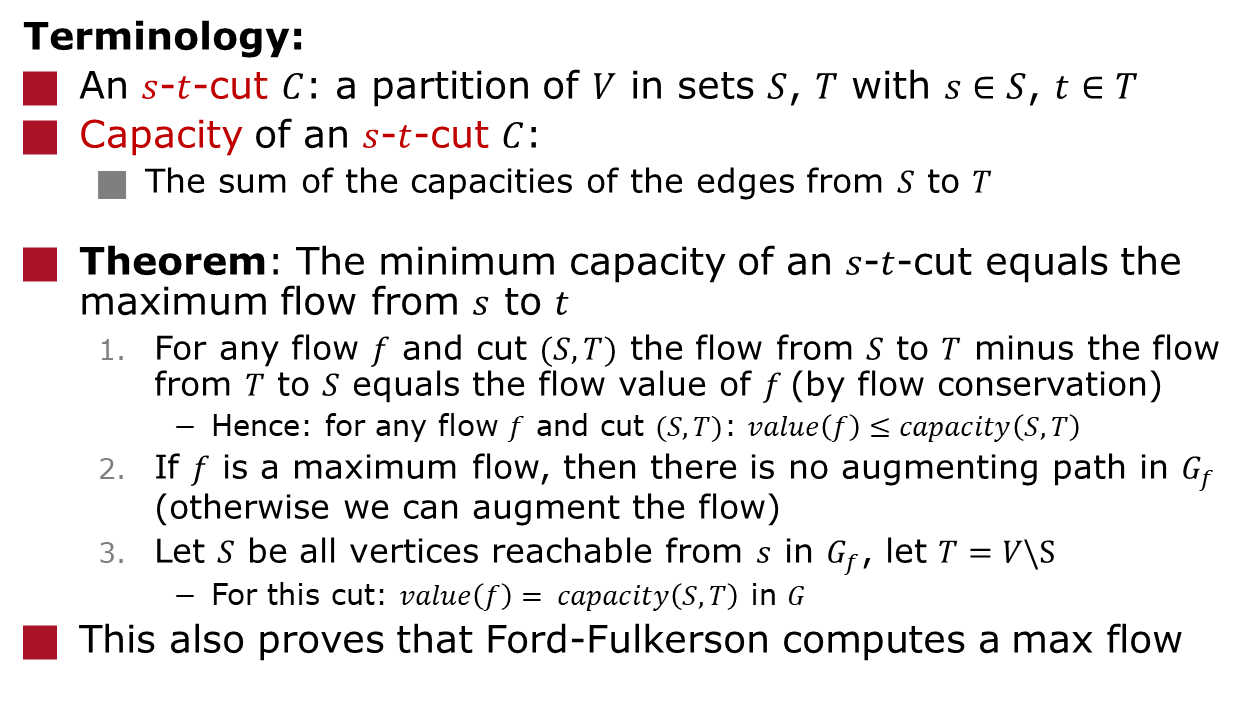 Terminology:
An s-t-cut C: a partition of V in sets S, T with s ∈ S, t ∈ T
Capacity of an s-t-cut C:
The sum of the capacities of the edges from S to T
Theorem: The minimum capacity of an s-t-cut equals the
maximum flow from s to t
1. For any flow f and cut (S,T) the flow from S to T minus the flow
from T to S equals the flow value of f (by flow conservation)
– Hence: for any flow f and cut (S,T): value(f) ≤ capacity(S,T)
2. If f is a maximum flow, then there is no augmenting path in G_f
(otherwise we can augment the flow)
3. Let S be all vertices reachable from s in G_f, let T = V\S
– For this cut: value(f) = capacity(S,T) in G
This also proves that Ford-Fulkerson computes a max flow